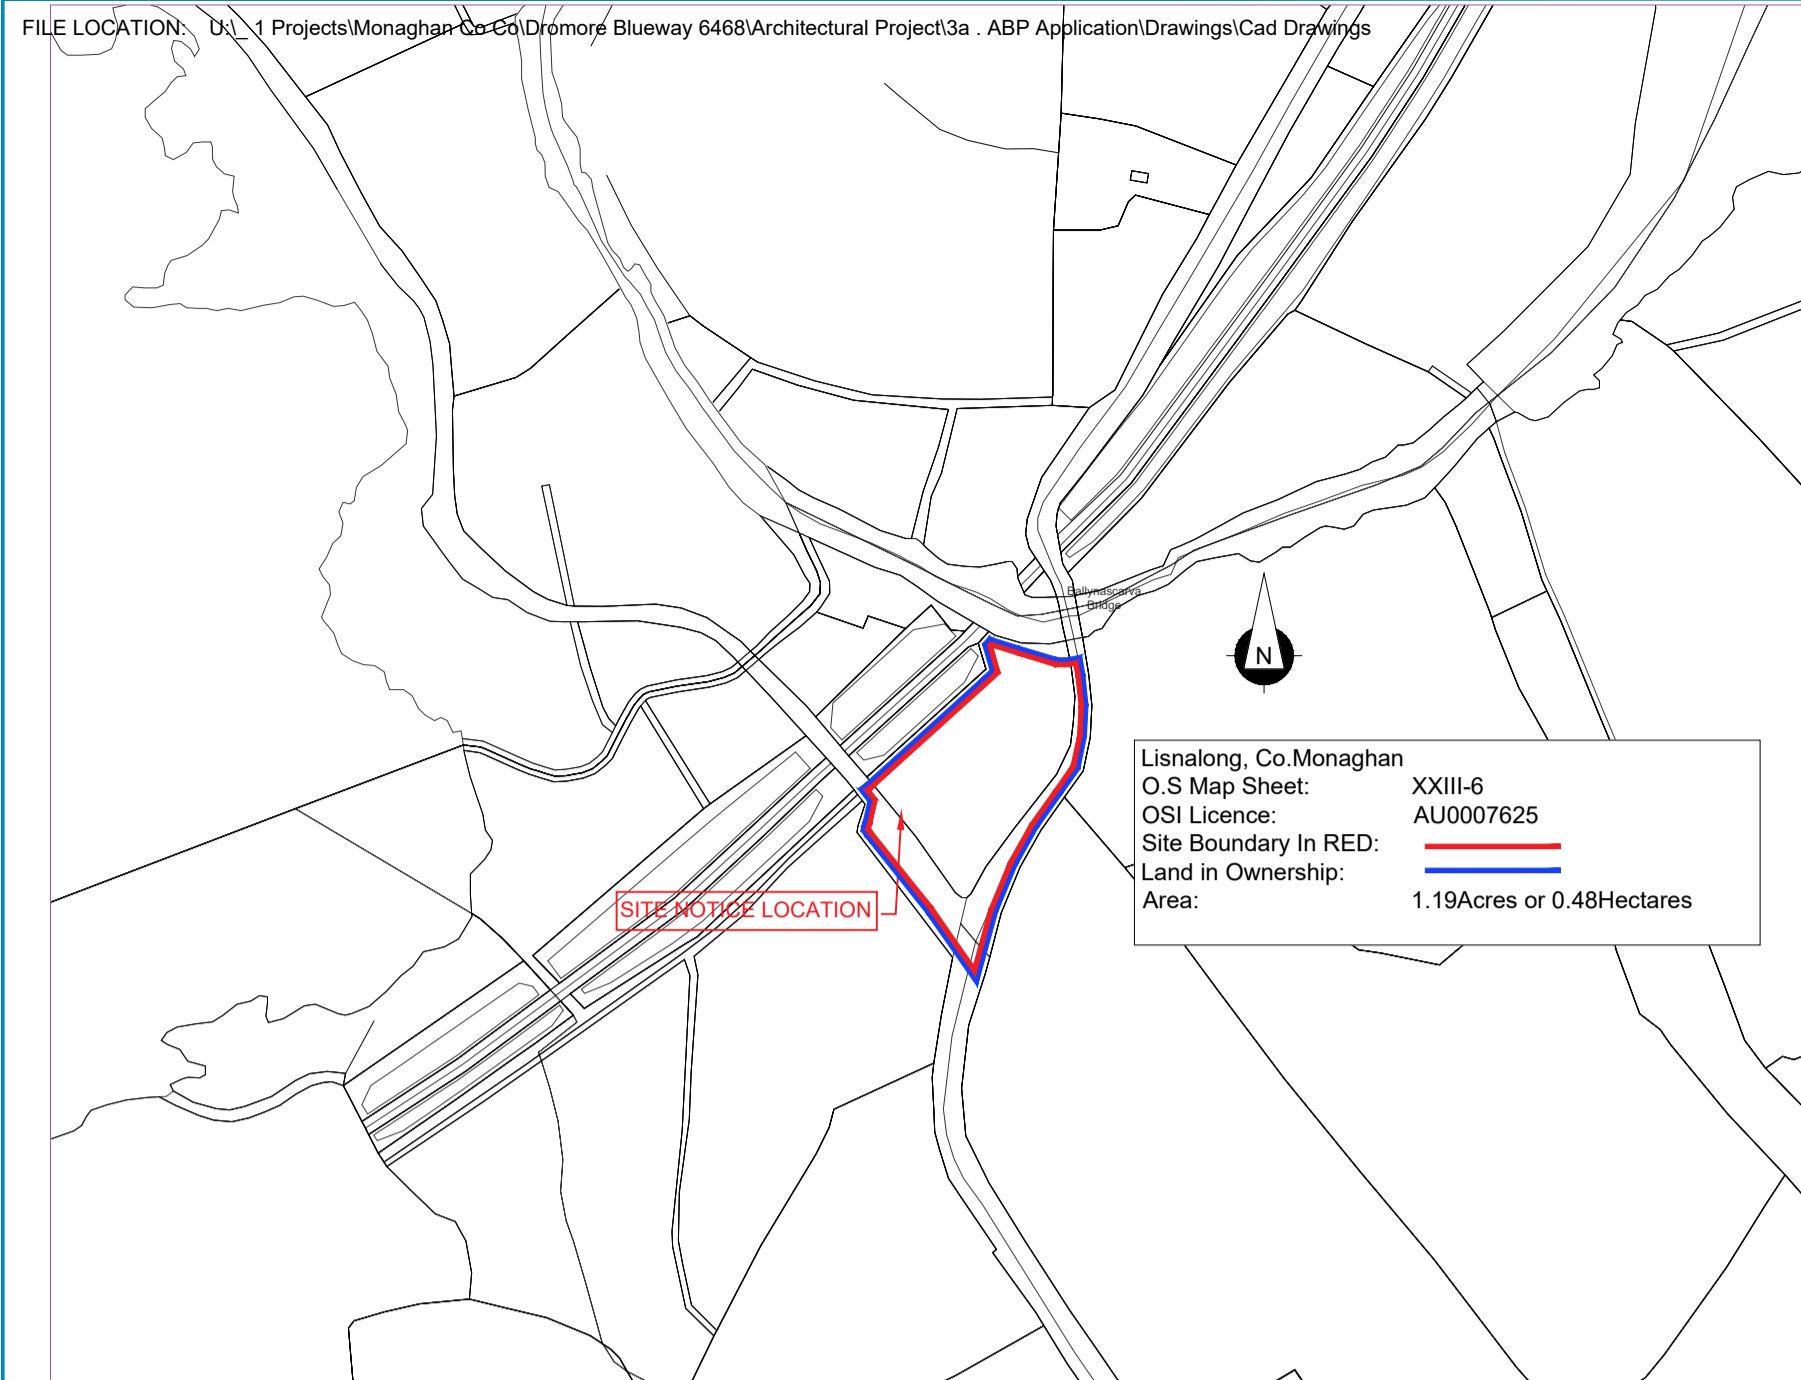 FILE LOCATION: U:\_ 1 Projects\Monaghan Co Co\Dromore Blueway 6468\Architectural Project\3a . ABP Application\Drawings\Cad Drawings
Ballynascarva
Bridge
N
Lisnalong, Co.Monaghan
O.S Map Sheet: XXIII-6
OSI Licence: AU0007625
Site Boundary In RED:
Land in Ownership:
Area: 1.19Acres or 0.48Hectares
SITE NOTICE LOCATION